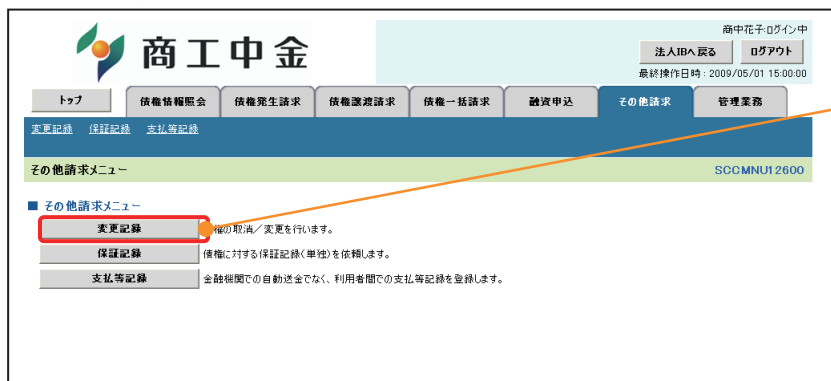 商工中金
商中花子:ログイン中
法人IBへ戻る ログアウト
最終操作日時:2009/05/01 15:00:00
トップ 債権情報照会 債権発生請求 債権譲渡請求 債権一括請求 融資申込 その他請求 管理業務
変更記録 保証記録 支払等記録
その他請求メニュー SCCMNU12600
■ その他請求メニュー
変更記録 権の取消/変更を行います。
保証記録 債権に対する保証記録(単独)を依頼します。
支払等記録 金融機関での自動送金でなく、利用者間での支払等記録を登録します。